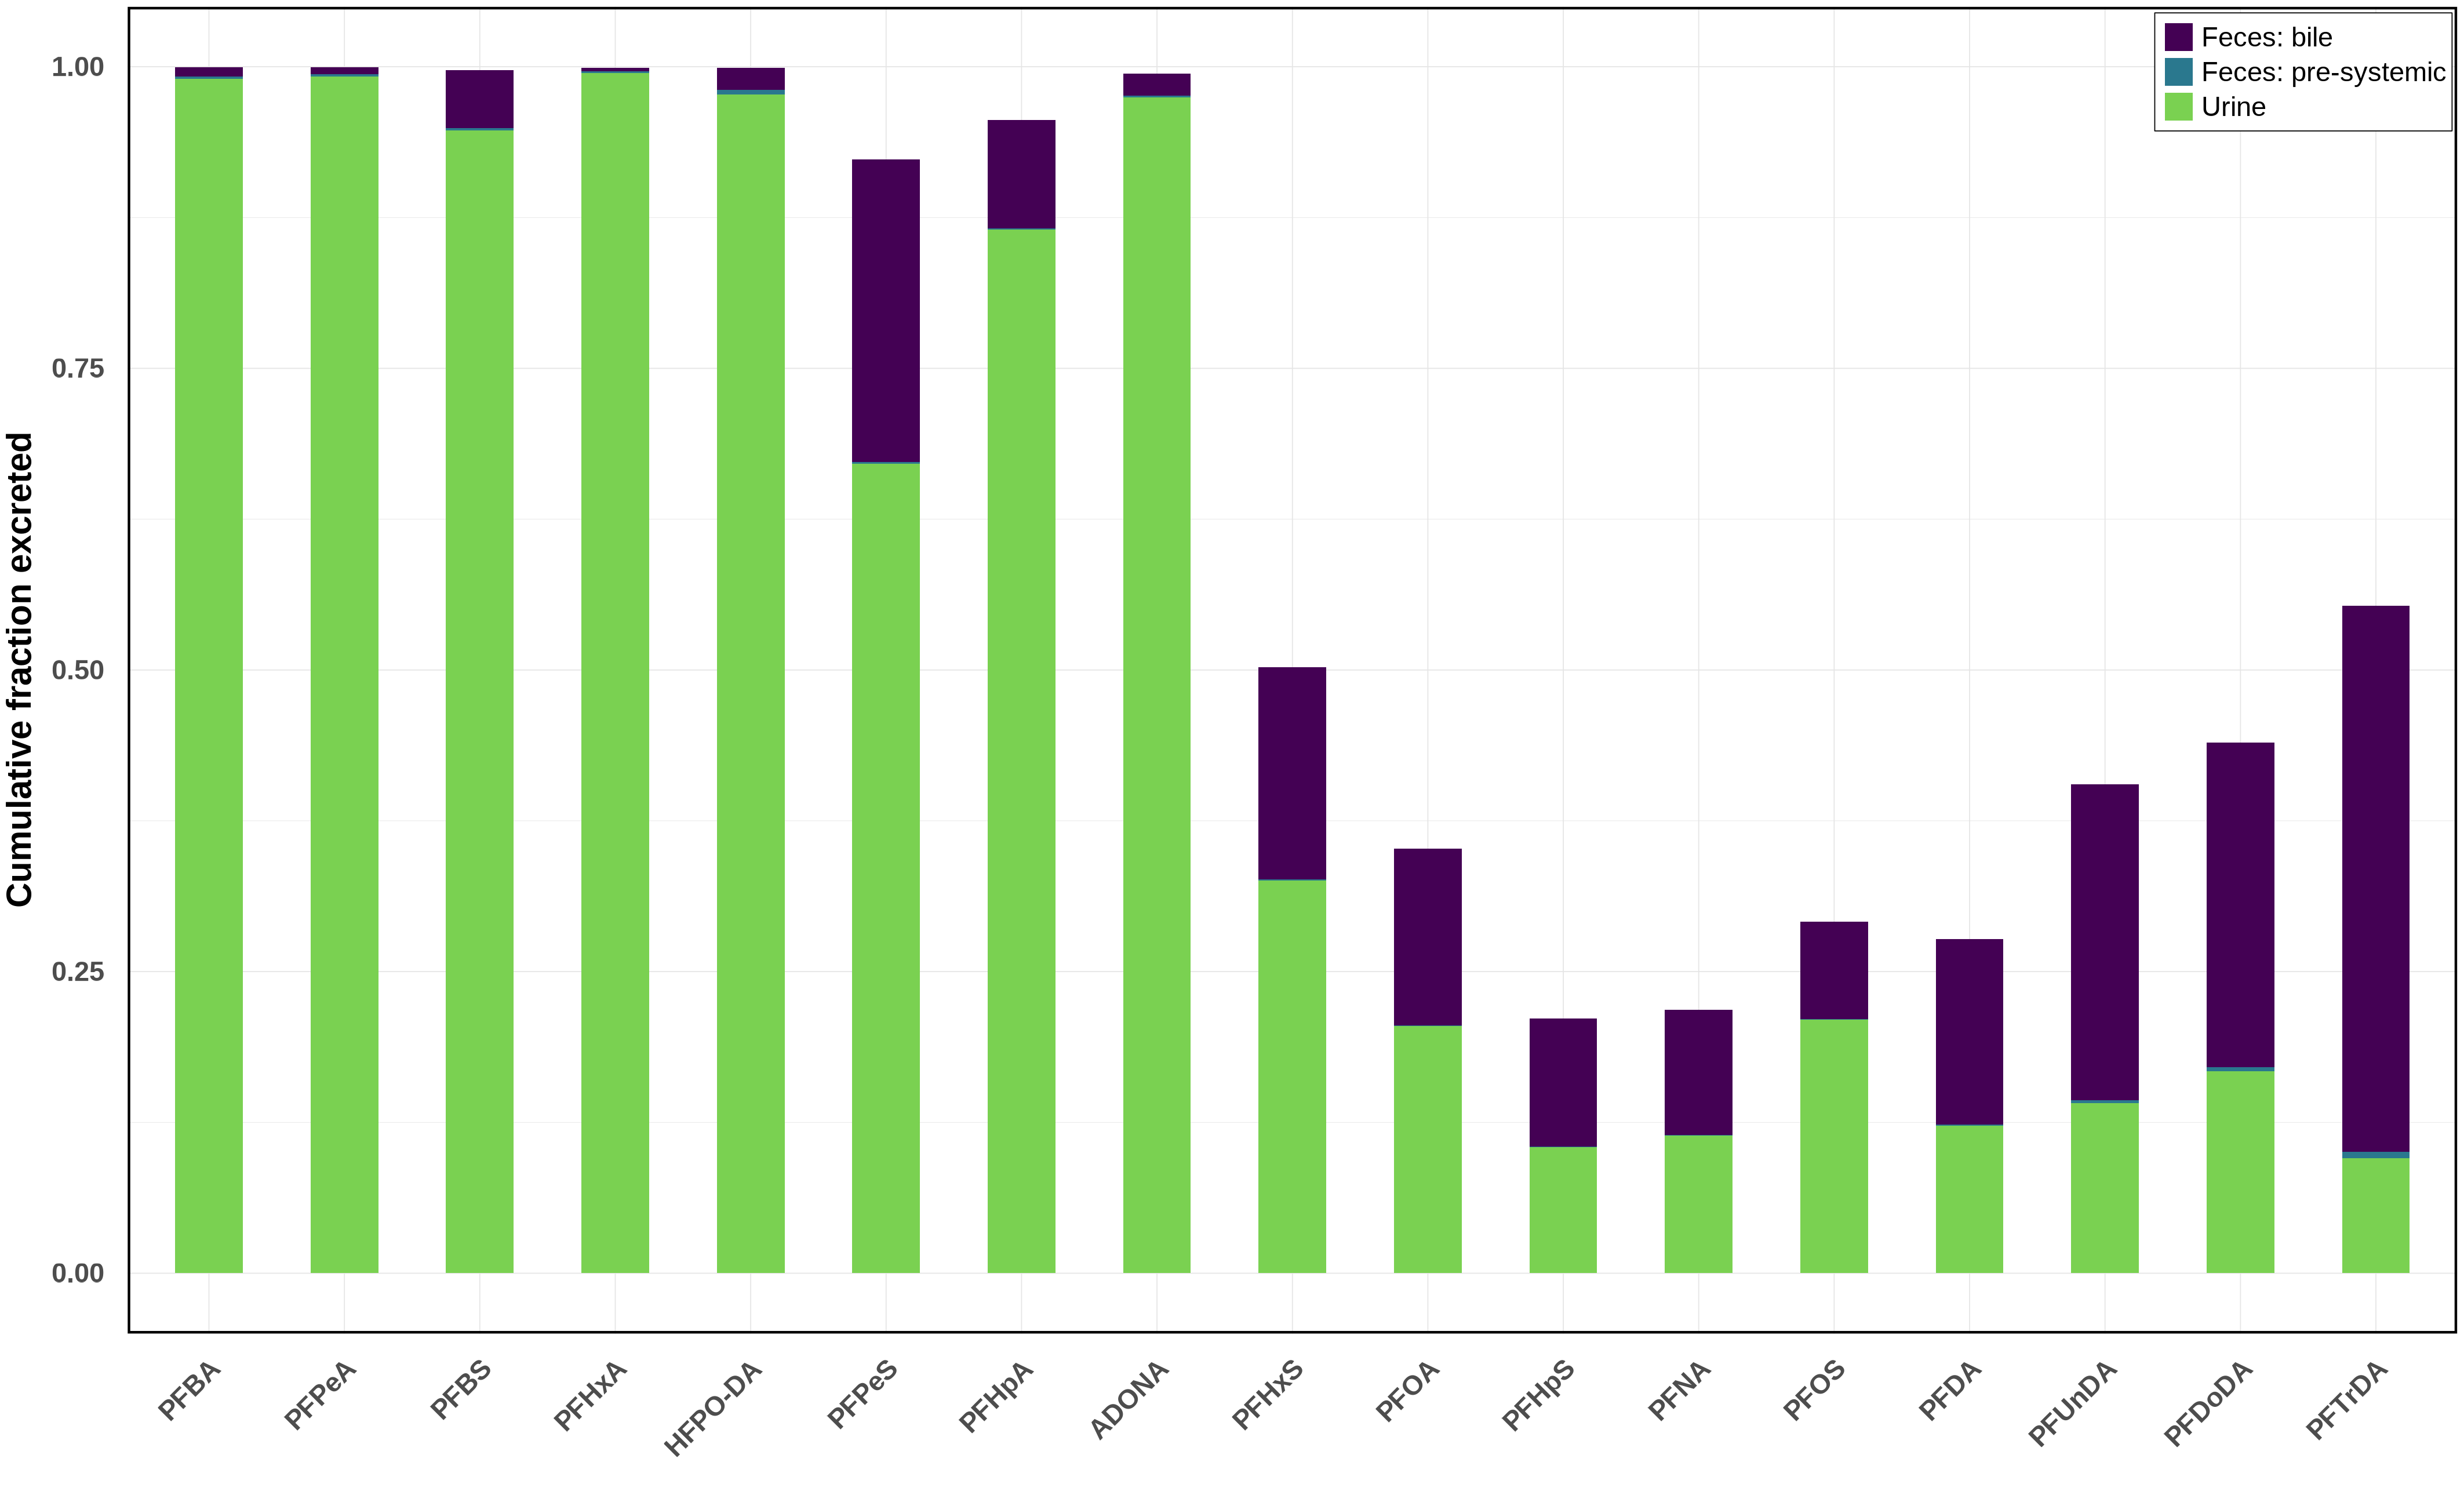 Feces: bile
Feces: pre-systemic
Urine
Cumulative fraction excreted
1.00
0.75
0.50
0.25
0.00
PFBA
PFPeA
PFBS
PFHxA
HFPO-DA
PFPeS
PFHpA
ADONA
PFHxS
PFOA
PFHpS
PFNA
PFOS
PFDA
PFUnDA
PFDoDA
PFTrDA